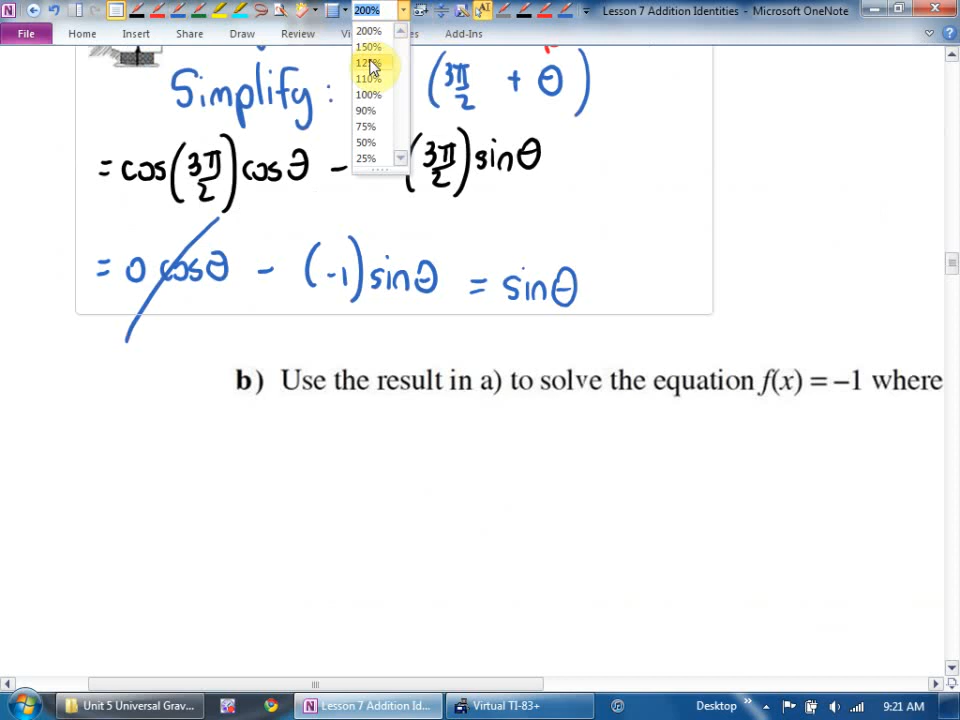 200% Lesson 7 Addition Identities - Microsoft OneNote
File Home Insert Share Draw Review Add-Ins
200%
150%
125%
110%
100%
90%
75%
50%
25%
Simplify: (3π/2 + θ)
= cos(3π/2)cosθ - (3π/2)sinθ
= 0 cosθ - (-1)sinθ = sinθ
b) Use the result in a) to solve the equation f(x) = –1 where
Unit 5 Universal Grav... Lesson 7 Addition Id... Virtual TI-83+ Desktop 9:21 AM